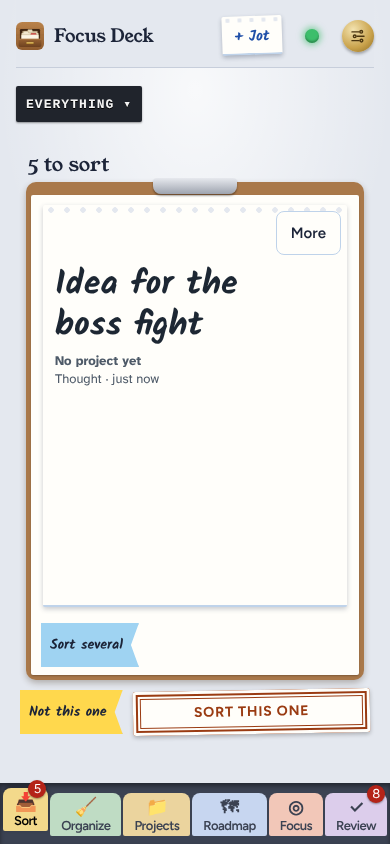 Focus Deck
+ Jot
EVERYTHING ▾
5 to sort
More
Idea for the
boss fight
No project yet
Thought · just now
Sort several
Not this one
SORT THIS ONE
5
8
Sort
Organize
Projects
Roadmap
Focus
Review